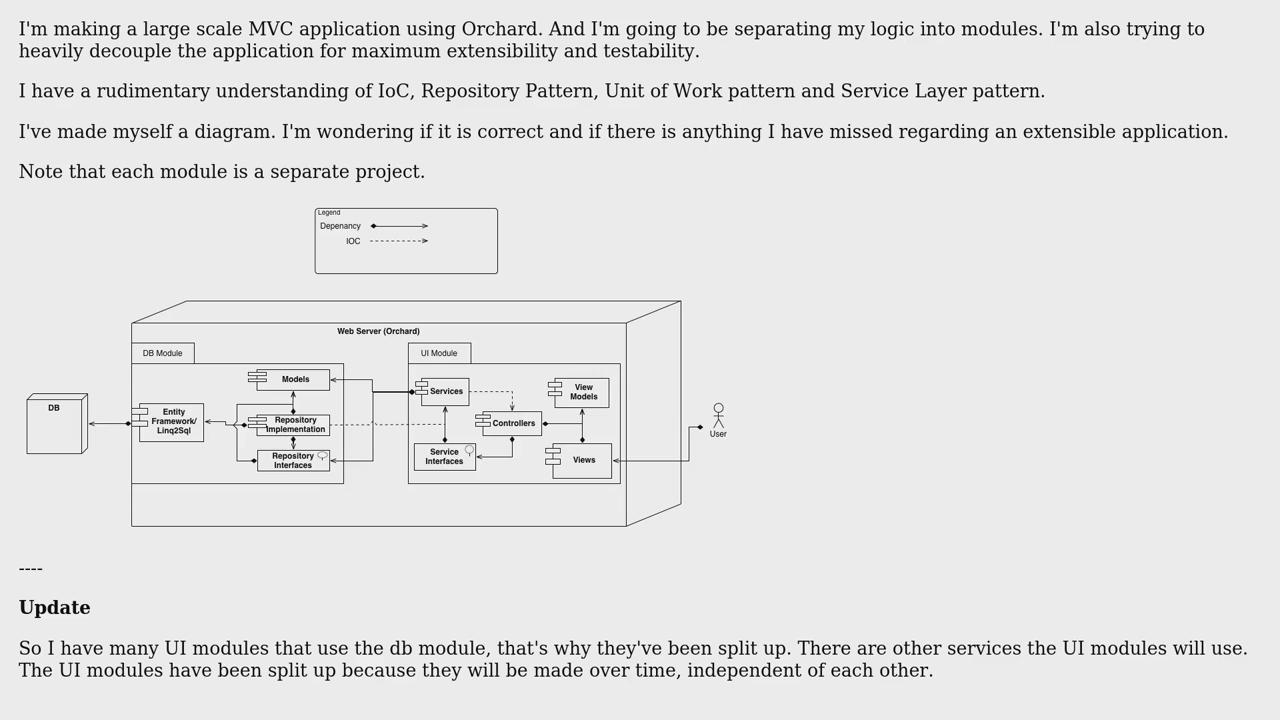 I'm making a large scale MVC application using Orchard. And I'm going to be separating my logic into modules. I'm also trying to
heavily decouple the application for maximum extensibility and testability.
I have a rudimentary understanding of IoC, Repository Pattern, Unit of Work pattern and Service Layer pattern.
I've made myself a diagram. I'm wondering if it is correct and if there is anything I have missed regarding an extensible application.
Note that each module is a separate project.
Legend
Depenancy
IOC
Web Server (Orchard)
DB Module
UI Module
DB
Entity
Framework/
Linq2Sql
Models
Repository
Implementation
Repository
Interfaces
Services
Controllers
Service
Interfaces
View
Models
Views
User
----
Update
So I have many UI modules that use the db module, that's why they've been split up. There are other services the UI modules will use.
The UI modules have been split up because they will be made over time, independent of each other.